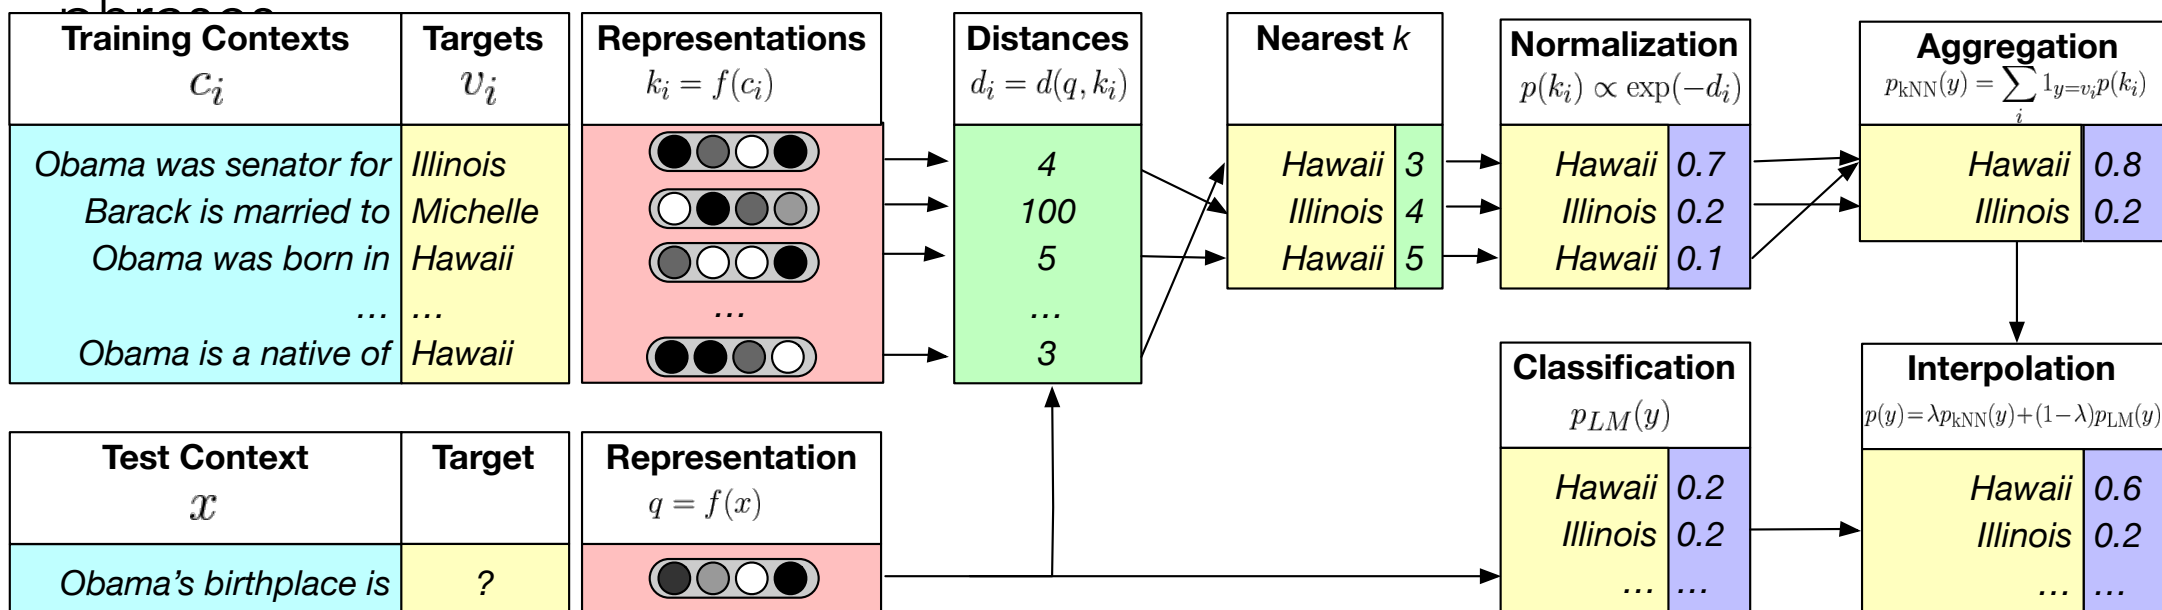 phrases
Training Contexts
c_i
Targets
v_i
Obama was senator for Illinois
Barack is married to Michelle
Obama was born in Hawaii
... ...
Obama is a native of Hawaii
Representations
k_i = f(c_i)
...
Distances
d_i = d(q, k_i)
4
100
5
...
3
Nearest k
Hawaii 3
Illinois 4
Hawaii 5
Normalization
p(k_i) ∝ exp(−d_i)
Hawaii 0.7
Illinois 0.2
Hawaii 0.1
Aggregation
p_kNN(y) = ∑_i 1_{y=v_i} p(k_i)
Hawaii 0.8
Illinois 0.2
Test Context
x
Target
Obama's birthplace is ?
Representation
q = f(x)
Classification
p_LM(y)
Hawaii 0.2
Illinois 0.2
... ...
Interpolation
p(y) = λp_kNN(y) + (1−λ)p_LM(y)
Hawaii 0.6
Illinois 0.2
... ...